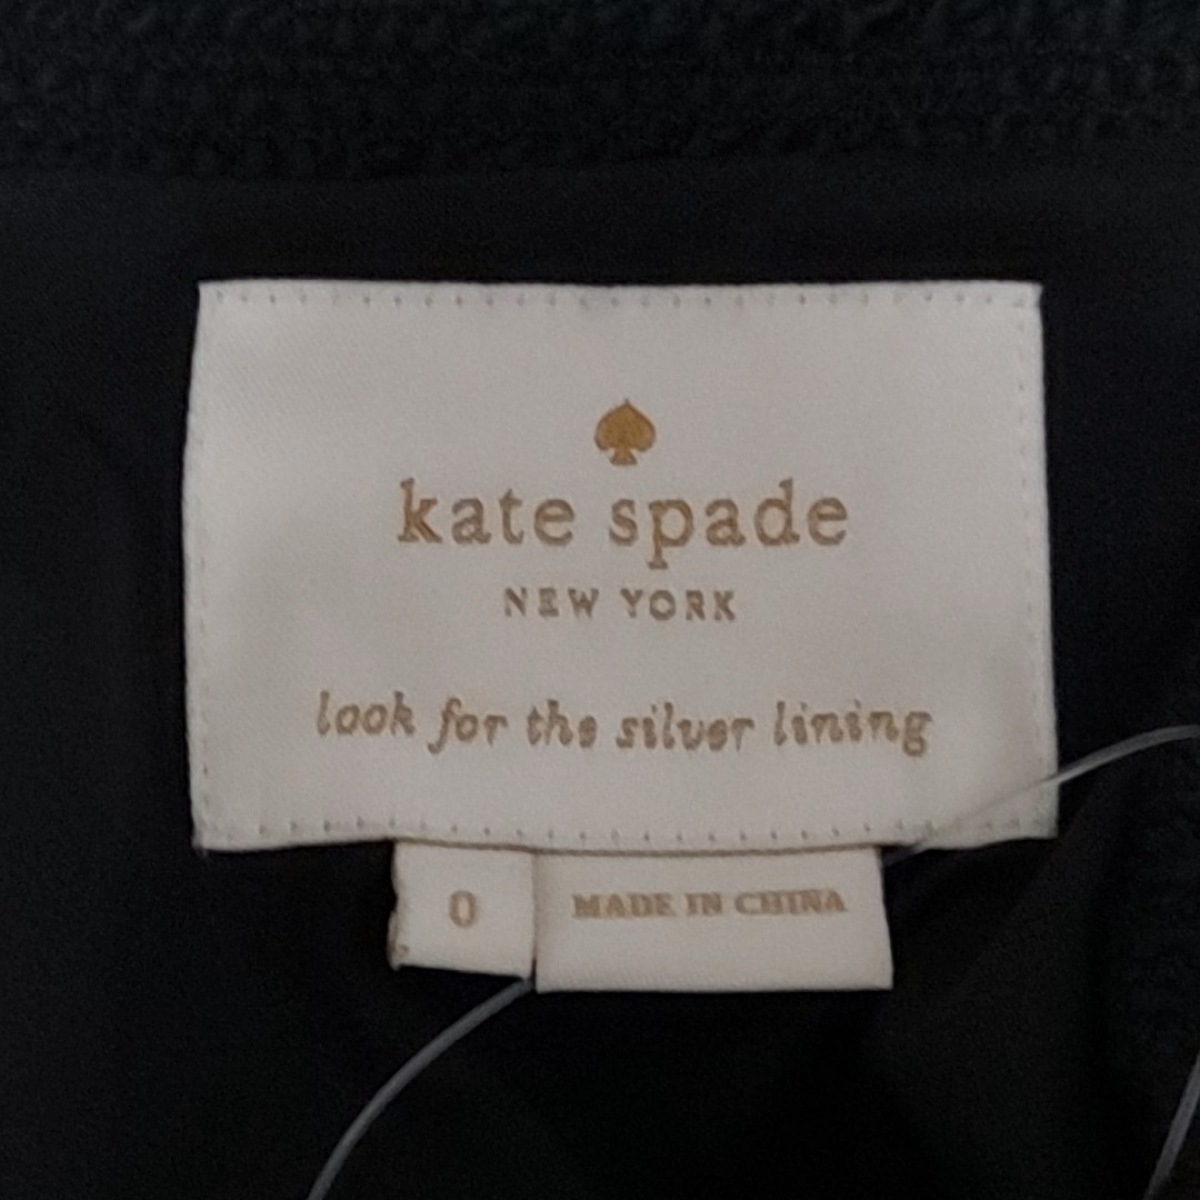 kate spade
NEW YORK
look for the silver lining
0
MADE IN CHINA